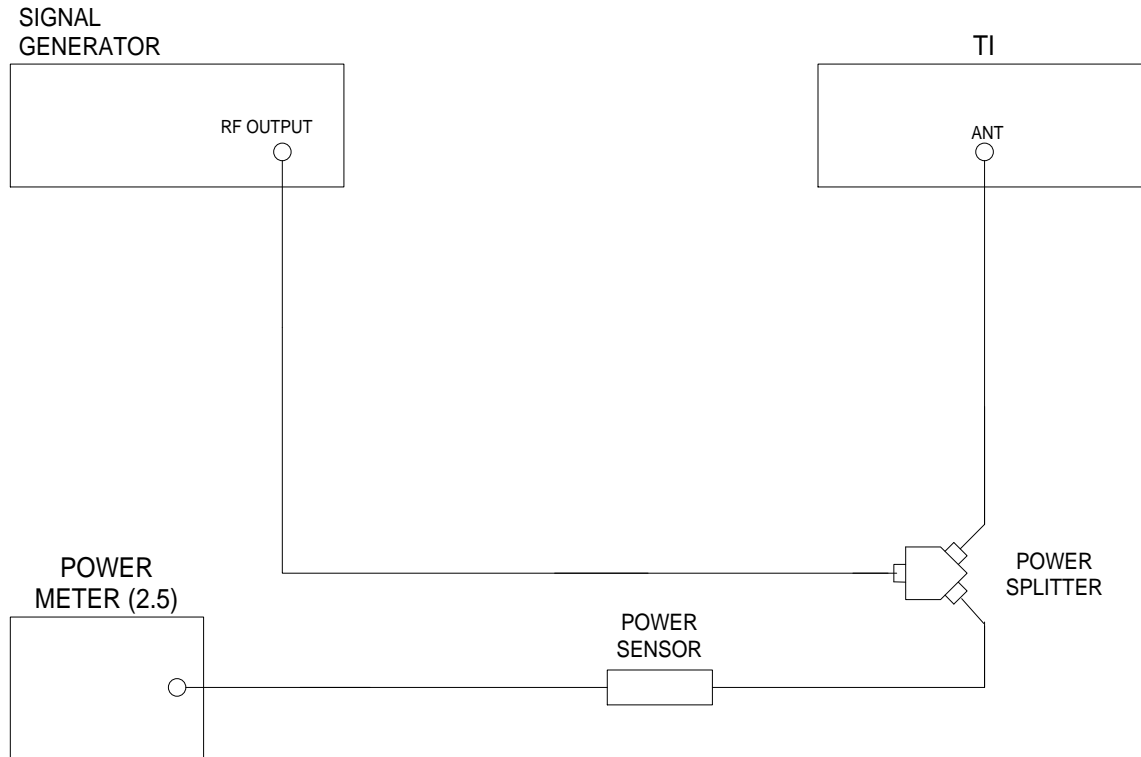 SIGNAL
GENERATOR
RF OUTPUT
TI
ANT
POWER
METER (2.5)
POWER
SENSOR
POWER
SPLITTER